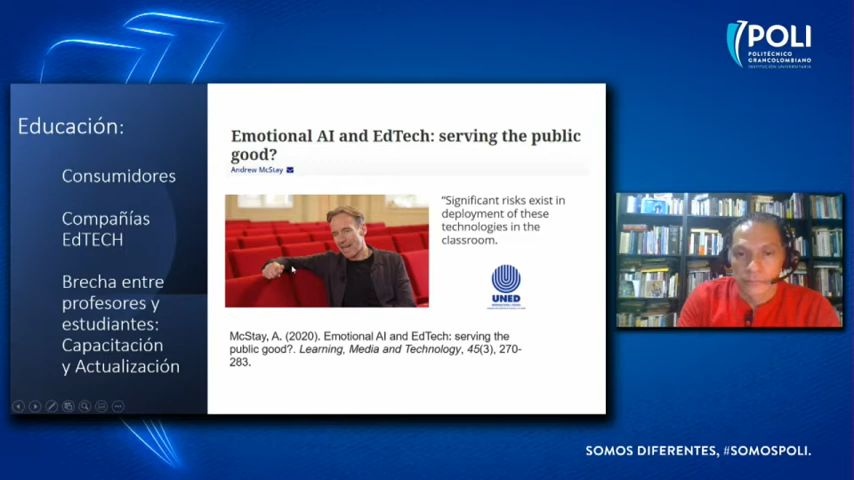 POLI
POLITÉCNICO
GRANCOLOMBIANO
INSTITUCIÓN UNIVERSITARIA
Educación:
Consumidores
Compañías
EdTECH
Brecha entre
profesores y
estudiantes:
Capacitación
y Actualización
Emotional AI and EdTech: serving the public
good?
Andrew McStay
“Significant risks exist in
deployment of these
technologies in the
classroom.
UNED
McStay, A. (2020). Emotional AI and EdTech: serving the
public good?. Learning, Media and Technology, 45(3), 270-
283.
SOMOS DIFERENTES, #SOMOSPOLI.